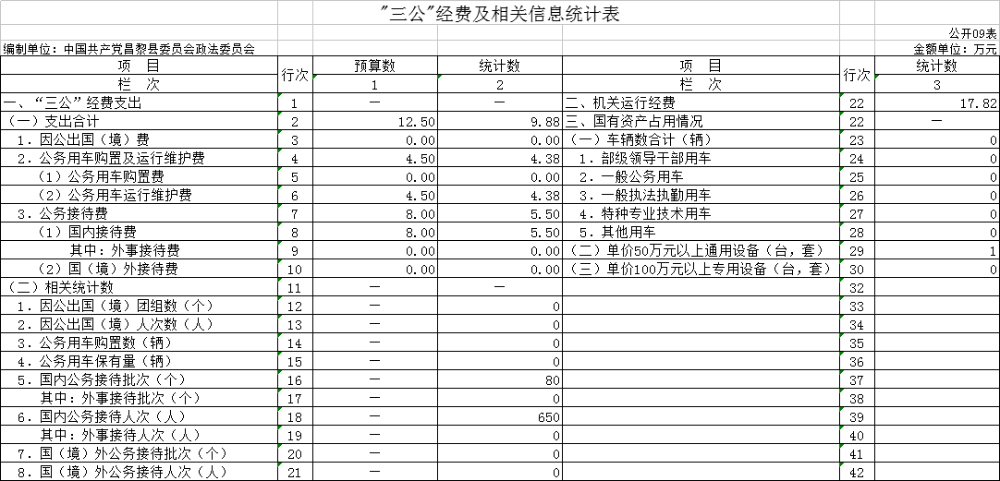 "三公"经费及相关信息统计表
公开09表
编制单位：中国共产党昌黎县委员会政法委员会 金额单位：万元
项 目 行次 预算数 统计数 项 目 行次 统计数
栏 次 1 2 栏 次 3
一、“三公”经费支出 1 — — 二、机关运行经费 22 17.82
（一）支出合计 2 12.50 9.88 三、国有资产占用情况 22 —
1．因公出国（境）费 3 0.00 0.00 （一）车辆数合计（辆） 23 0
2．公务用车购置及运行维护费 4 4.50 4.38 1．部级领导干部用车 24 0
（1）公务用车购置费 5 0.00 0.00 2．一般公务用车 25 0
（2）公务用车运行维护费 6 4.50 4.38 3．一般执法执勤用车 26 0
3．公务接待费 7 8.00 5.50 4．特种专业技术用车 27 0
（1）国内接待费 8 8.00 5.50 5．其他用车 28 0
其中：外事接待费 9 0.00 0.00 （二）单价50万元以上通用设备（台，套） 29 1
（2）国（境）外接待费 10 0.00 0.00 （三）单价100万元以上专用设备（台，套） 30 0
（二）相关统计数 11 — — 32
1．因公出国（境）团组数（个） 12 — 0 33
2．因公出国（境）人次数（人） 13 — 0 34
3．公务用车购置数（辆） 14 — 0 35
4．公务用车保有量（辆） 15 — 0 36
5．国内公务接待批次（个） 16 — 80 37
其中：外事接待批次（个） 17 — 0 38
6．国内公务接待人次（人） 18 — 650 39
其中：外事接待人次（人） 19 — 0 40
7．国（境）外公务接待批次（个） 20 — 0 41
8．国（境）外公务接待人次（人） 21 — 0 42